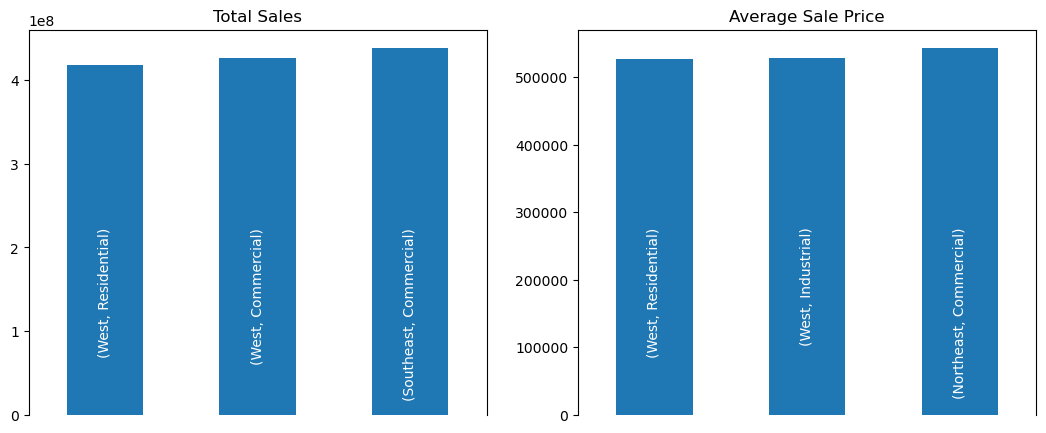 Total Sales
1e8
4
3
2
1
0
(West, Residential)
(West, Commercial)
(Southeast, Commercial)
Average Sale Price
500000
400000
300000
200000
100000
0
(West, Residential)
(West, Industrial)
(Northeast, Commercial)